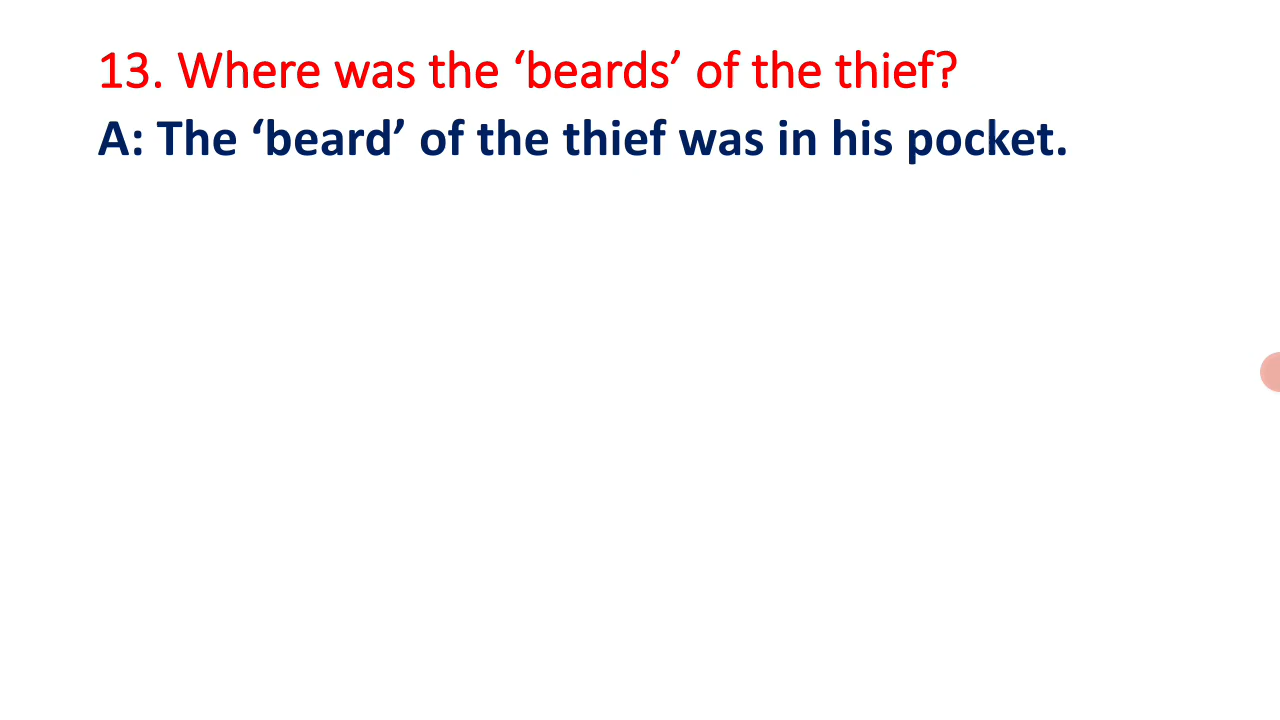 13. Where was the ‘beards’ of the thief?
A: The ‘beard’ of the thief was in his pocket.